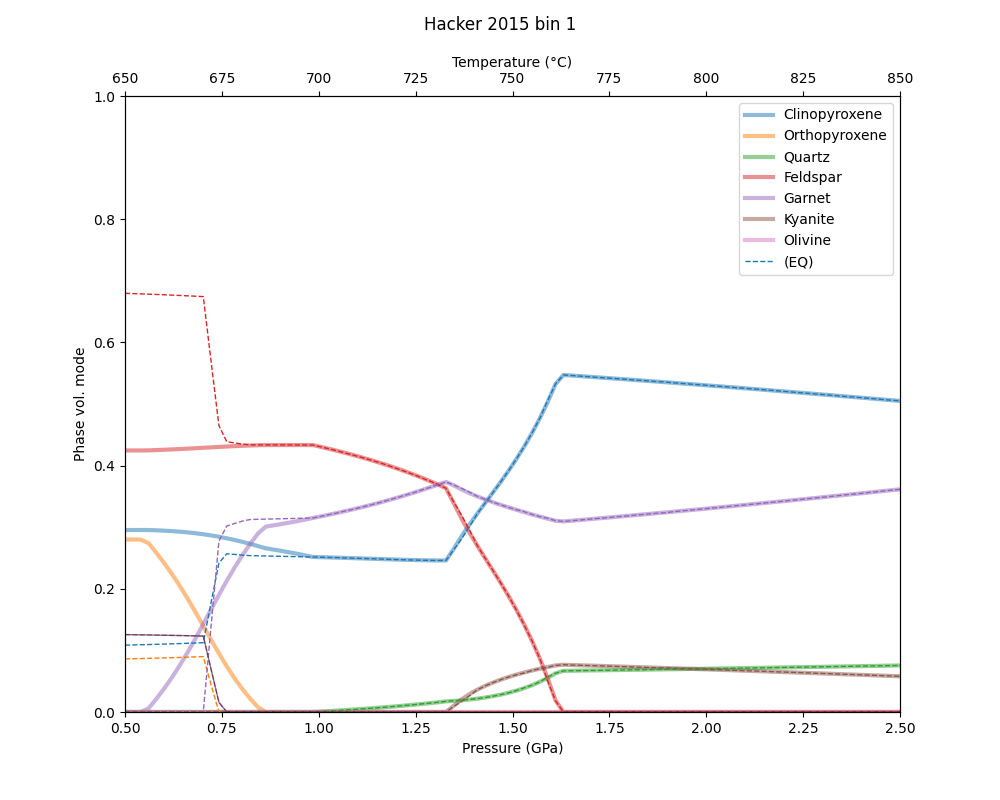 Hacker 2015 bin 1
Temperature (°C)
650 675 700 725 750 775 800 825 850
1.0
0.8
0.6
0.4
0.2
0.0
Phase vol. mode
Clinopyroxene
Orthopyroxene
Quartz
Feldspar
Garnet
Kyanite
Olivine
(EQ)
0.50 0.75 1.00 1.25 1.50 1.75 2.00 2.25 2.50
Pressure (GPa)